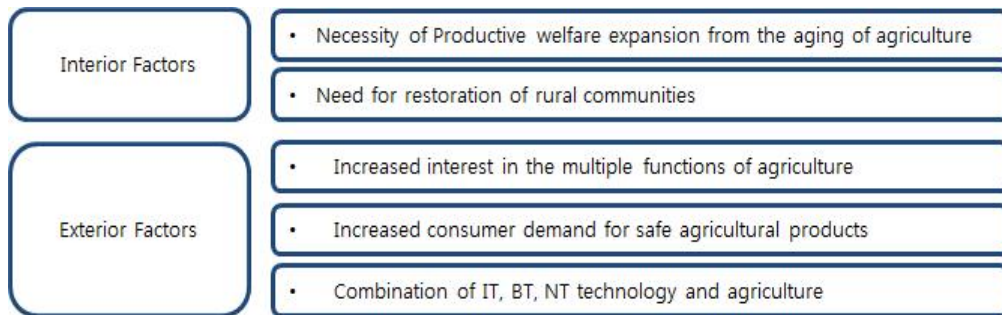 Interior Factors
• Necessity of Productive welfare expansion from the aging of agriculture
• Need for restoration of rural communities
Exterior Factors
• Increased interest in the multiple functions of agriculture
• Increased consumer demand for safe agricultural products
• Combination of IT, BT, NT technology and agriculture